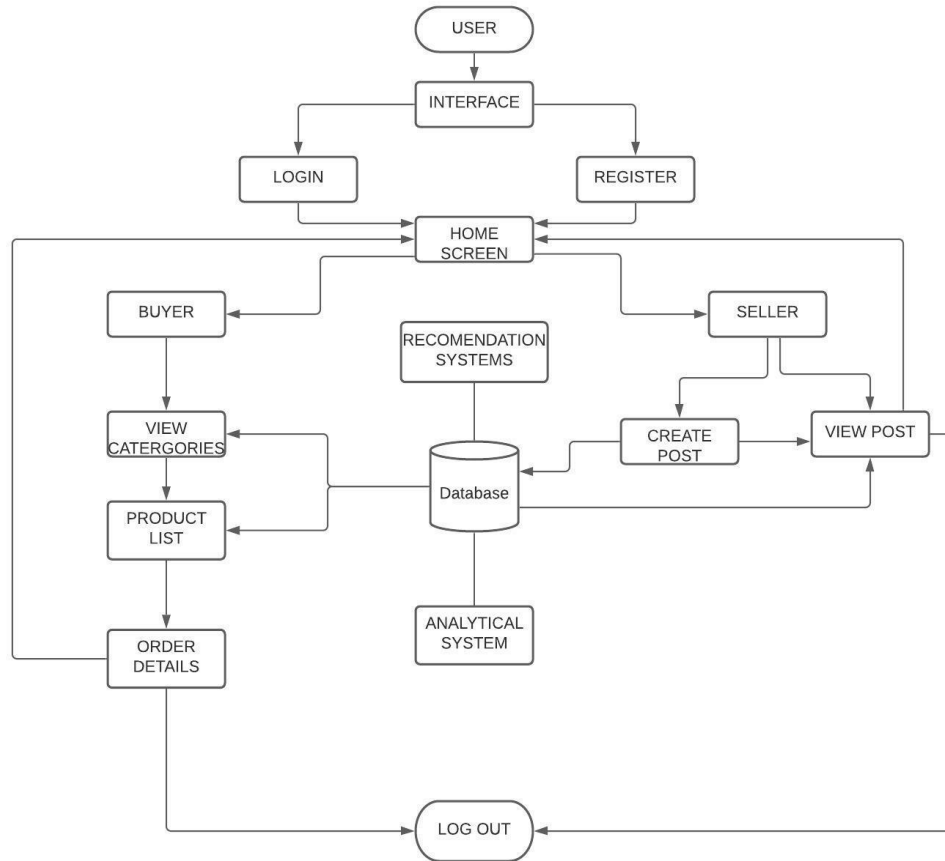 USER
INTERFACE
LOGIN
REGISTER
HOME
SCREEN
BUYER
SELLER
RECOMENDATION
SYSTEMS
VIEW
CATERGORIES
CREATE
POST
VIEW POST
Database
PRODUCT
LIST
ANALYTICAL
SYSTEM
ORDER
DETAILS
LOG OUT